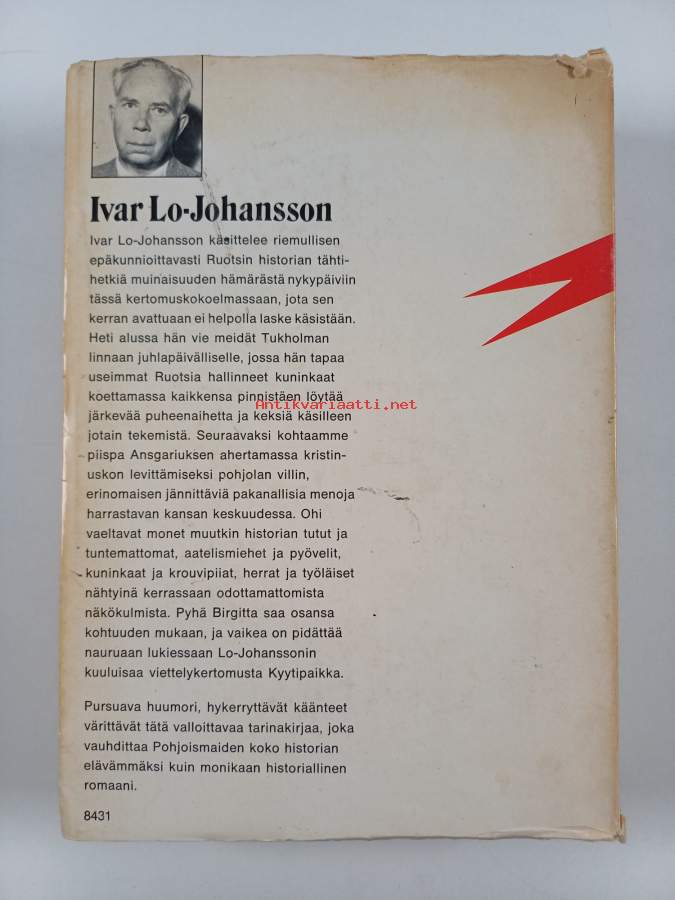 Ivar Lo-Johansson
Ivar Lo-Johansson käsittelee riemullisen
epäkunnioittavasti Ruotsin historian tähti-
hetkiä muinaisuuden hämärästä nykypäiviin
tässä kertomuskokoelmassaan, jota sen
kerran avattuaan ei helpolla laske käsistään.
Heti alussa hän vie meidät Tukholman
linnaan juhlapäivälliselle, jossa hän tapaa
useimmat Ruotsia hallinneet kuninkaat
koettamassa kaikkensa pinnistäen löytää
Antikvariaatti.net
järkevää puheenaihetta ja keksiä käsilleen
jotain tekemistä. Seuraavaksi kohtaamme
piispa Ansgariuksen ahertamassa kristin-
uskon levittämiseksi pohjolan villin,
erinomaisen jännittäviä pakanallisia menoja
harrastavan kansan keskuudessa. Ohi
vaeltavat monet muutkin historian tutut ja
tuntemattomat, aatelismiehet ja pyövelit,
kuninkaat ja krouvipiiat, herrat ja työläiset
nähtyinä kerrassaan odottamattomista
näkökulmista. Pyhä Birgitta saa osansa
kohtuuden mukaan, ja vaikea on pidättää
nauruaan lukiessaan Lo-Johanssonin
kuuluisaa viettelykertomusta Kyytipaikka.
Pursuava huumori, hykerryttävät käänteet
värittävät tätä valloittavaa tarinakirjaa, joka
vauhdittaa Pohjoismaiden koko historian
elävämmäksi kuin monikaan historiallinen
romaani.
8431